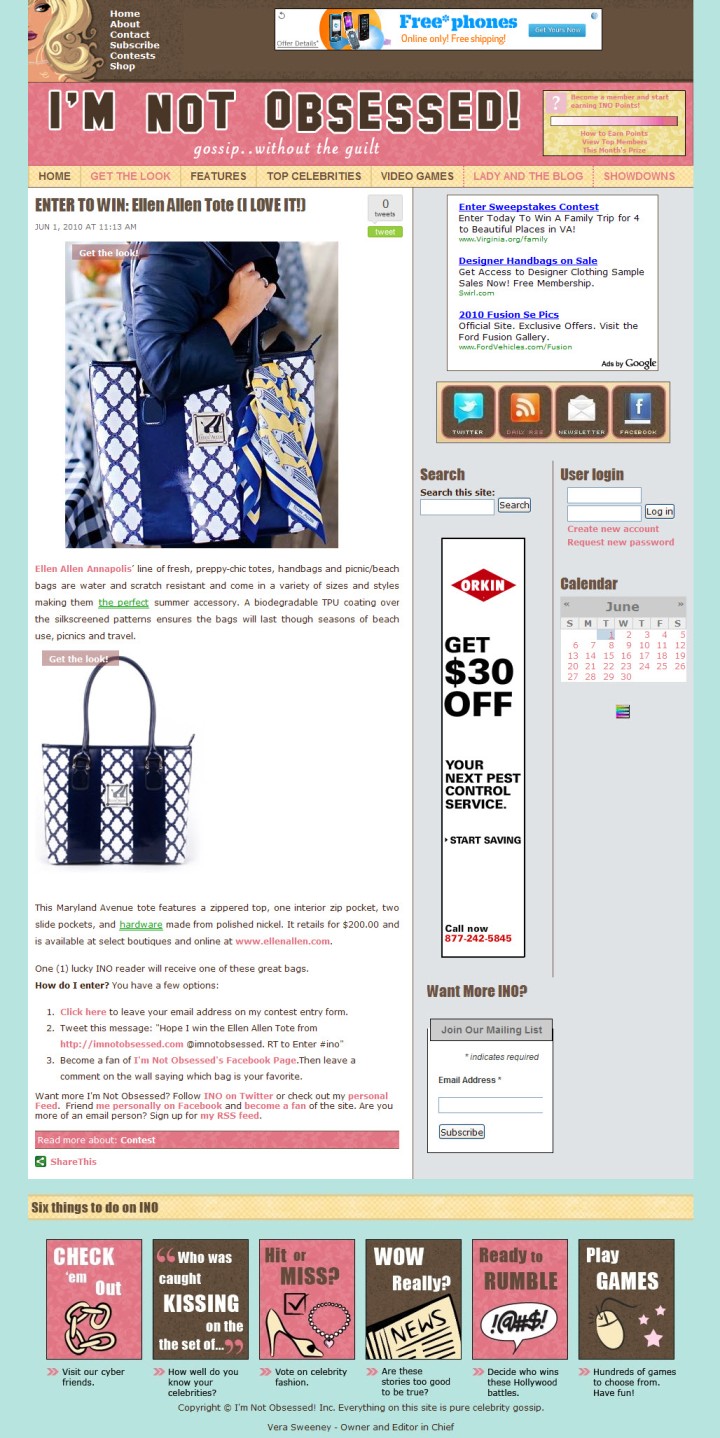 Home
About
Contact
Subscribe
Contests
Shop
Free* phones
Online only! Free shipping!
Get Yours Now
Offer Details*
I'M NOT OBSESSED!
gossip..without the guilt
? Become a member and start
earning INO Points!
How to Earn Points
View Top Members
This Month's Prize
HOME GET THE LOOK FEATURES TOP CELEBRITIES VIDEO GAMES LADY AND THE BLOG SHOWDOWNS
ENTER TO WIN: Ellen Allen Tote (I LOVE IT!)
JUN 1, 2010 AT 11:13 AM
0
tweets
tweet
Get the look!
Ellen Allen Annapolis' line of fresh, preppy-chic totes, handbags and picnic/beach
bags are water and scratch resistant and come in a variety of sizes and styles
making them the perfect summer accessory. A biodegradable TPU coating over
the silkscreened patterns ensures the bags will last though seasons of beach
use, picnics and travel.
Get the look!
This Maryland Avenue tote features a zippered top, one interior zip pocket, two
slide pockets, and hardware made from polished nickel. It retails for $200.00 and
is available at select boutiques and online at www.ellenallen.com.
One (1) lucky INO reader will receive one of these great bags.
How do I enter? You have a few options:
1. Click here to leave your email address on my contest entry form.
2. Tweet this message: "Hope I win the Ellen Allen Tote from
http://imnotobsessed.com @imnotobsessed. RT to Enter #ino"
3. Become a fan of I'm Not Obsessed's Facebook Page.Then leave a
comment on the wall saying which bag is your favorite.
Want more I'm Not Obsessed? Follow INO on Twitter or check out my personal
Feed. Friend me personally on Facebook and become a fan of the site. Are you
more of an email person? Sign up for my RSS feed.
Read more about: Contest
ShareThis
Enter Sweepstakes Contest
Enter Today To Win A Family Trip for 4
to Beautiful Places in VA!
www.Virginia.org/family
Designer Handbags on Sale
Get Access to Designer Clothing Sample
Sales Now! Free Membership.
Swirl.com
2010 Fusion Se Pics
Official Site. Exclusive Offers. Visit the
Ford Fusion Gallery.
www.FordVehicles.com/Fusion
Ads by Google
TWITTER DAILY RSS NEWSLETTER FACEBOOK
Search
Search this site:
Search
ORKIN
GET
$30
OFF
YOUR
NEXT PEST
CONTROL
SERVICE.
START SAVING
Call now
877-242-5845
User login
Log in
Create new account
Request new password
Calendar
« June »
S M T W T F S
1 2 3 4 5
6 7 8 9 10 11 12
13 14 15 16 17 18 19
20 21 22 23 24 25 26
27 28 29 30
Want More INO?
Join Our Mailing List
* indicates required
Email Address *
Subscribe
Six things to do on INO
CHECK
'em
Out
Visit our cyber
friends.
“Who was
caught
KISSING
on the
the set of...”
How well do you
know your
celebrities?
Hit or
MISS?
Vote on celebrity
fashion.
WOW
Really?
NEWS
Are these
stories too good
to be true?
Ready to
RUMBLE
!@#$!
Decide who wins
these Hollywood
battles.
Play
GAMES
Hundreds of games
to choose from.
Have fun!
Copyright © I'm Not Obsessed! Inc. Everything on this site is pure celebrity gossip.
Vera Sweeney - Owner and Editor in Chief